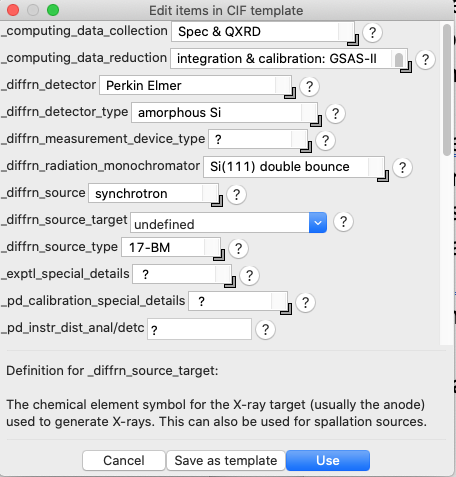 Edit items in CIF template
_computing_data_collection Spec & QXRD ?
_computing_data_reduction integration & calibration: GSAS-II ?
_diffrn_detector Perkin Elmer ?
_diffrn_detector_type amorphous Si ?
_diffrn_measurement_device_type ? ?
_diffrn_radiation_monochromator Si(111) double bounce ?
_diffrn_source synchrotron ?
_diffrn_source_target undefined ?
_diffrn_source_type 17-BM ?
_exptl_special_details ? ?
_pd_calibration_special_details ? ?
_pd_instr_dist_anal/detc ? ?
Definition for _diffrn_source_target:
The chemical element symbol for the X-ray target (usually the anode)
used to generate X-rays. This can also be used for spallation sources.
Cancel Save as template Use